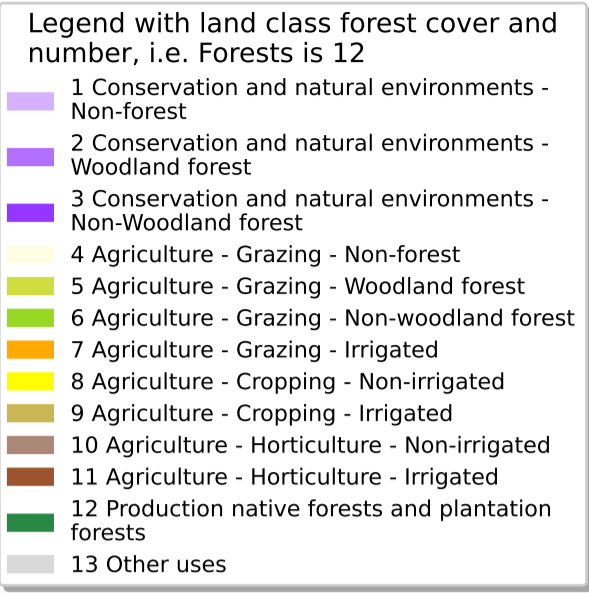 Legend with land class forest cover and
number, i.e. Forests is 12
1 Conservation and natural environments -
Non-forest
2 Conservation and natural environments -
Woodland forest
3 Conservation and natural environments -
Non-Woodland forest
4 Agriculture - Grazing - Non-forest
5 Agriculture - Grazing - Woodland forest
6 Agriculture - Grazing - Non-woodland forest
7 Agriculture - Grazing - Irrigated
8 Agriculture - Cropping - Non-irrigated
9 Agriculture - Cropping - Irrigated
10 Agriculture - Horticulture - Non-irrigated
11 Agriculture - Horticulture - Irrigated
12 Production native forests and plantation
forests
13 Other uses